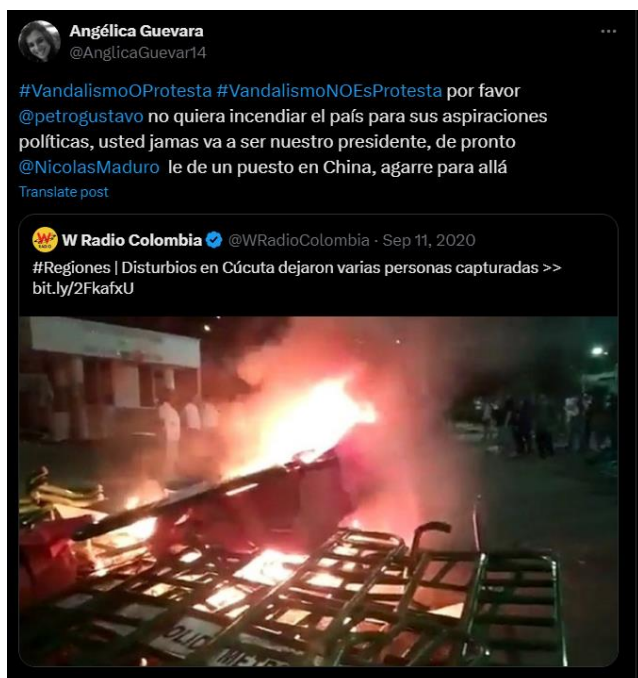 Angélica Guevara
@AnglicaGuevar14
#VandalismoOProtesta #VandalismoNOEsProtesta por favor
@petrogustavo no quiera incendiar el país para sus aspiraciones
políticas, usted jamas va a ser nuestro presidente, de pronto
@NicolasMaduro le de un puesto en China, agarre para allá
Translate post
W Radio Colombia @WRadioColombia · Sep 11, 2020
#Regiones | Disturbios en Cúcuta dejaron varias personas capturadas >>
bit.ly/2FkafxU